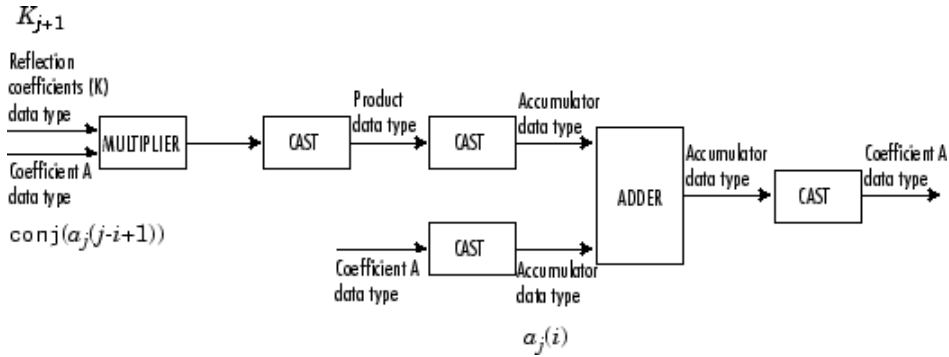 K_{j+1}
Reflection
coefficients (K)
data type
MULTIPLIER
Coefficient A
data type
conj(a_j(j-i+1))
CAST
Product
data type
CAST
Accumulator
data type
Coefficient A
data type
CAST
Accumulator
data type
a_j(i)
ADDER
Accumulator
data type
CAST
Coefficient A
data type